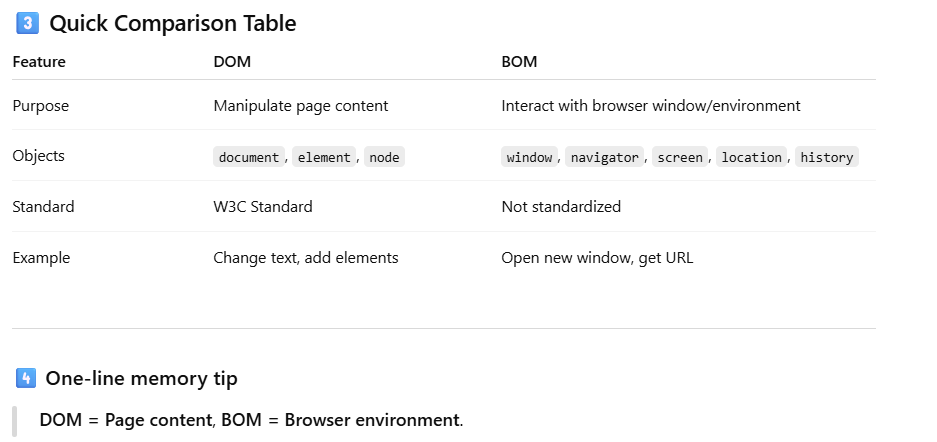 3 Quick Comparison Table
Feature DOM BOM
Purpose Manipulate page content Interact with browser window/environment
Objects document, element, node window, navigator, screen, location, history
Standard W3C Standard Not standardized
Example Change text, add elements Open new window, get URL
4 One-line memory tip
DOM = Page content, BOM = Browser environment.